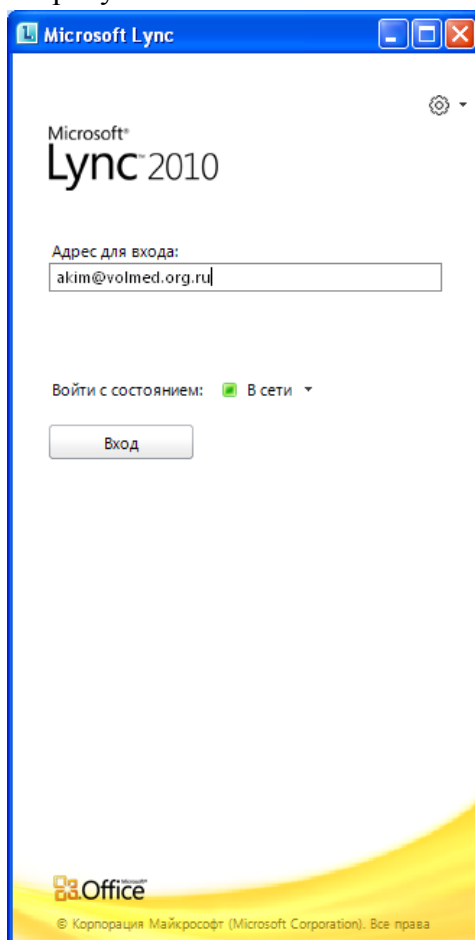 Microsoft Lync
Microsoft®
Lync™ 2010
Адрес для входа:
akim@volmed.org.ru
Войти с состоянием: В сети
Вход
Microsoft®
Office
© Корпорация Майкрософт (Microsoft Corporation). Все права